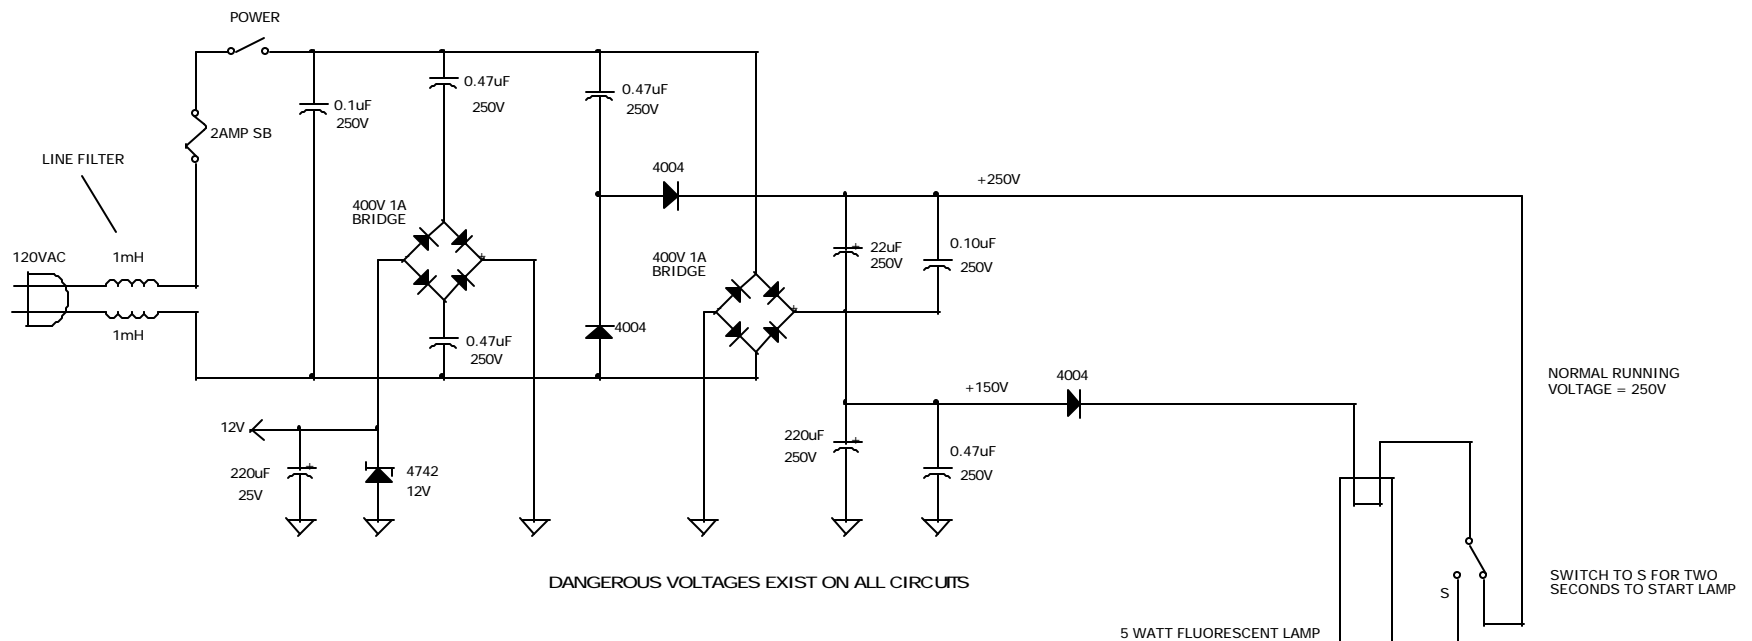 POWER
0.1uF
250V
0.47uF
250V
0.47uF
250V
2AMP SB
LINE FILTER
4004
+250V
400V 1A
BRIDGE
120VAC
1mH
1mH
400V 1A
BRIDGE
+
+
22uF
250V
+
0.10uF
250V
4004
0.47uF
250V
+150V
4004
NORMAL RUNNING
VOLTAGE = 250V
12V
220uF
25V
+
4742
12V
220uF
250V
+
0.47uF
250V
DANGEROUS VOLTAGES EXIST ON ALL CIRCUITS
S
SWITCH TO S FOR TWO
SECONDS TO START LAMP
5 WATT FLUORESCENT LAMP